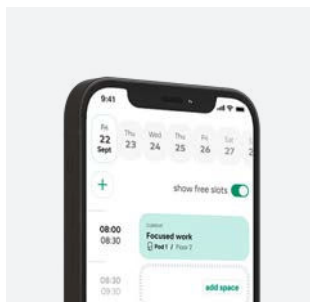 9:41
Fri Thu Wed Thu Fri Sat
22 23 24 25 26 27 2
Sept
+
show free slots
08:00
08:30
Focused work
Pod 1 / Floor 2
08:30
09:30
add space